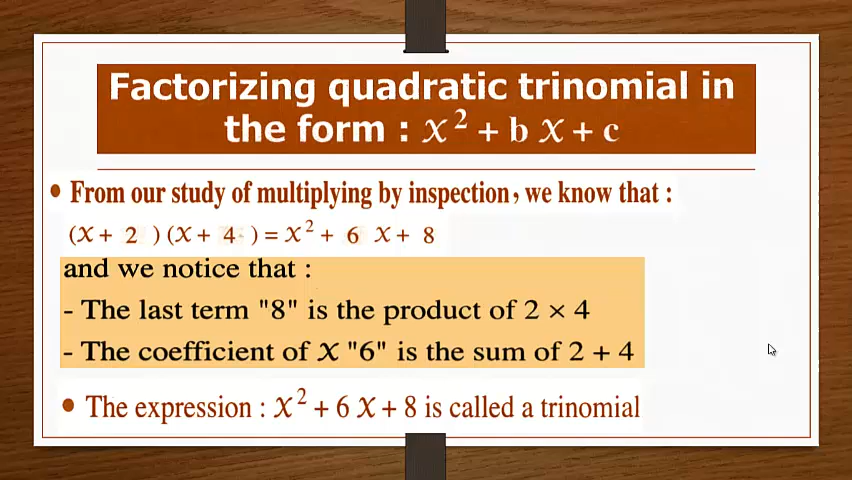 Factorizing quadratic trinomial in
the form : x² + b x + c
• From our study of multiplying by inspection, we know that :
(x + 2 ) (x + 4 ) = x² + 6 x + 8
and we notice that :
- The last term "8" is the product of 2 × 4
- The coefficient of x "6" is the sum of 2 + 4
• The expression : x² + 6 x + 8 is called a trinomial